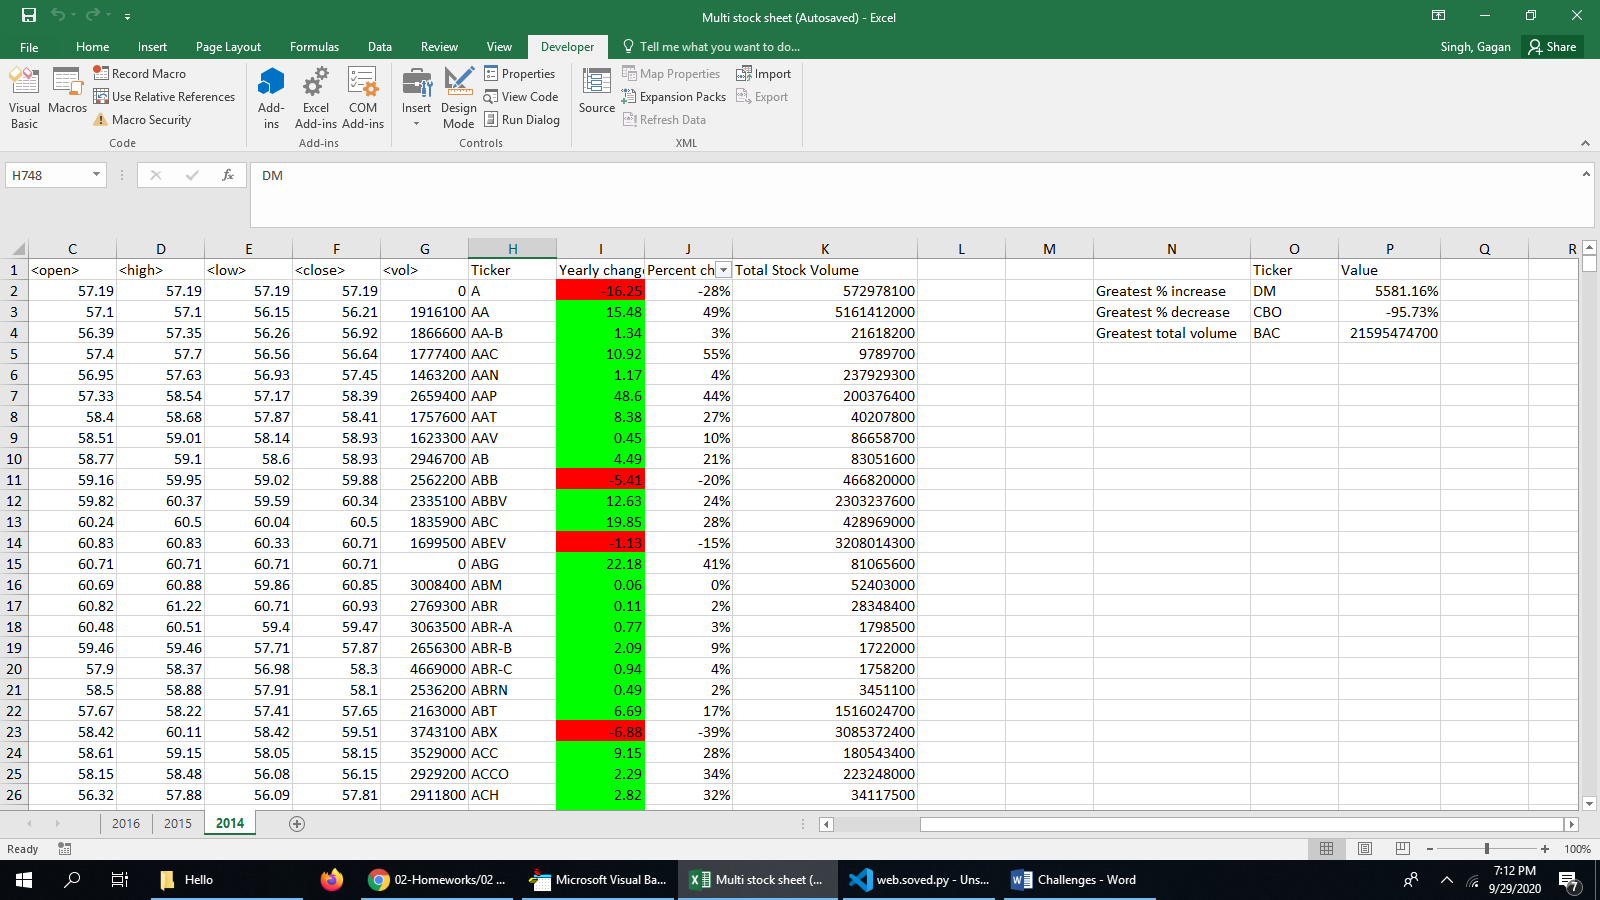 Multi stock sheet (Autosaved) - Excel
File Home Insert Page Layout Formulas Data Review View Developer Tell me what you want to do... Singh, Gagan Share
Visual Basic
Macros
Record Macro
Use Relative References
Macro Security
Code
Add-ins
Excel Add-ins
COM Add-ins
Add-ins
Insert
Design Mode
Properties
View Code
Run Dialog
Controls
Source
Map Properties
Expansion Packs
Refresh Data
Import
Export
XML
H748 fx DM
C D E F G H I J K L M N O P Q R
1 <open> <high> <low> <close> <vol> Ticker Yearly chang Percent ch Total Stock Volume Ticker Value
2 57.19 57.19 57.19 57.19 0 A -16.25 -28% 572978100 Greatest % increase DM 5581.16%
3 57.1 57.1 56.15 56.21 1916100 AA 15.48 49% 5161412000 Greatest % decrease CBO -95.73%
4 56.39 57.35 56.26 56.92 1866600 AA-B 1.34 3% 21618200 Greatest total volume BAC 21595474700
5 57.4 57.7 56.56 56.64 1777400 AAC 10.92 55% 9789700
6 56.95 57.63 56.93 57.45 1463200 AAN 1.17 4% 237929300
7 57.33 58.54 57.17 58.39 2659400 AAP 48.6 44% 200376400
8 58.4 58.68 57.87 58.41 1757600 AAT 8.38 27% 40207800
9 58.51 59.01 58.14 58.93 1623300 AAV 0.45 10% 86658700
10 58.77 59.1 58.6 58.93 2946700 AB 4.49 21% 83051600
11 59.16 59.95 59.02 59.88 2562200 ABB -5.41 -20% 466820000
12 59.82 60.37 59.59 60.34 2335100 ABBV 12.63 24% 2303237600
13 60.24 60.5 60.04 60.5 1835900 ABC 19.85 28% 428969000
14 60.83 60.83 60.33 60.71 1699500 ABEV -1.13 -15% 3208014300
15 60.71 60.71 60.71 60.71 0 ABG 22.18 41% 81065600
16 60.69 60.88 59.86 60.85 3008400 ABM 0.06 0% 52403000
17 60.82 61.22 60.71 60.93 2769300 ABR 0.11 2% 28348400
18 60.48 60.51 59.4 59.47 3063500 ABR-A 0.77 3% 1798500
19 59.46 59.46 57.71 57.87 2656300 ABR-B 2.09 9% 1722000
20 57.9 58.37 56.98 58.3 4669000 ABR-C 0.94 4% 1758200
21 58.5 58.88 57.91 58.1 2536200 ABRN 0.49 2% 3451100
22 57.67 58.22 57.41 57.65 2163000 ABT 6.69 17% 1516024700
23 58.42 60.11 58.42 59.51 3743100 ABX -6.88 -39% 3085372400
24 58.61 59.15 58.05 58.15 3529000 ACC 9.15 28% 180543400
25 58.15 58.48 56.08 56.15 2929200 ACCO 2.29 34% 223248000
26 56.32 57.88 56.09 57.81 2911800 ACH 2.82 32% 34117500
2016 2015 2014
Ready 100%
Hello 02-Homeworks/02 ... Microsoft Visual Ba... Multi stock sheet (... web.soved.py - Uns... Challenges - Word 7:12 PM
9/29/2020 7